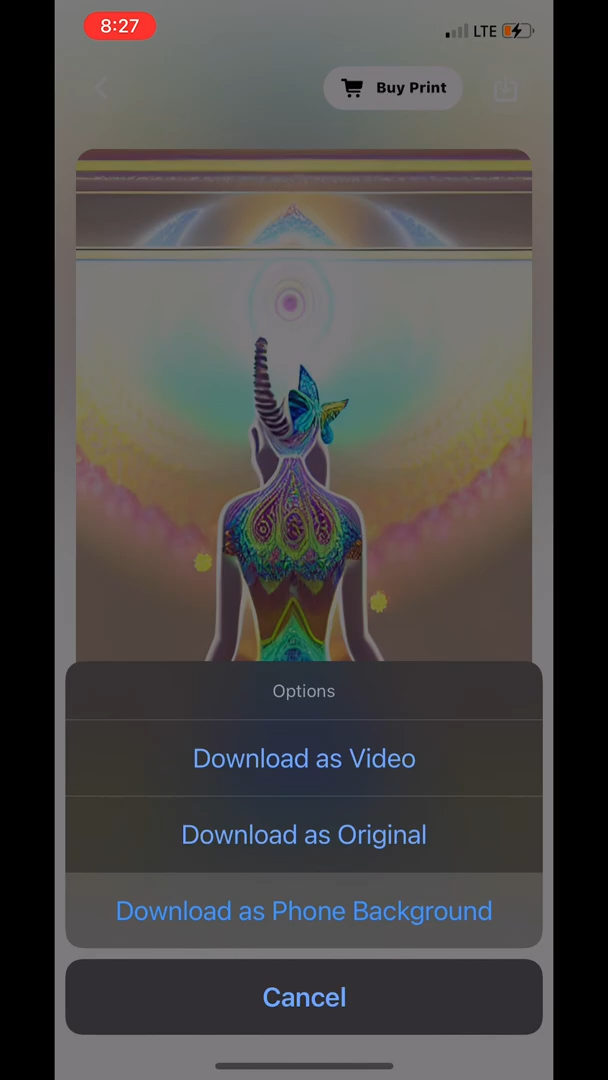 8:27
LTE
Buy Print
Options
Download as Video
Download as Original
Download as Phone Background
Cancel